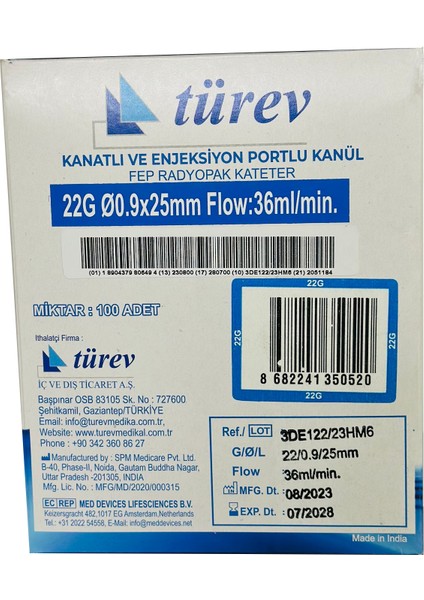 türev
KANATLI VE ENJEKSİYON PORTLU KANÜL
FEP RADYOPAK KATETER
22G Ø0.9x25mm Flow:36ml/min.
(01) 1 8904379 80649 4 (13) 230800 (17) 280700 (10) 3DE122/23HM6 (21) 2051184
MİKTAR : 100 ADET
22G
22G
22G
8 682241 350520
22G
İthalatçi Firma :
türev
İÇ VE DIŞ TİCARET A.Ş.
Başpınar OSB 83105 Sk. No : 727600
Şehitkamil, Gaziantep/TÜRKİYE
Email: info@turevmedika.com.tr,
Website: www.turevmedikal.com.tr
Phone : +90 342 360 86 27
Manufactured by : SPM Medicare Pvt. Ltd.
B-40, Phase-II, Noida, Gautam Buddha Nagar,
Uttar Pradesh -201305, INDIA
Mfg. Lic. No. : MFG/MD/2020/000315
EC REP MED DEVICES LIFESCIENCES B.V.
Keizersgracht 482,1017 EG Amsterdam,Netherlands
Tel.: +31 2022 54558, E-Mail: info@meddevices.net
Ref./ LOT 3DE122/23HM6
G/Ø/L 22/0.9/25mm
Flow 36ml/min.
MFG. Dt. :08/2023
EXP. Dt. :07/2028
Made in India